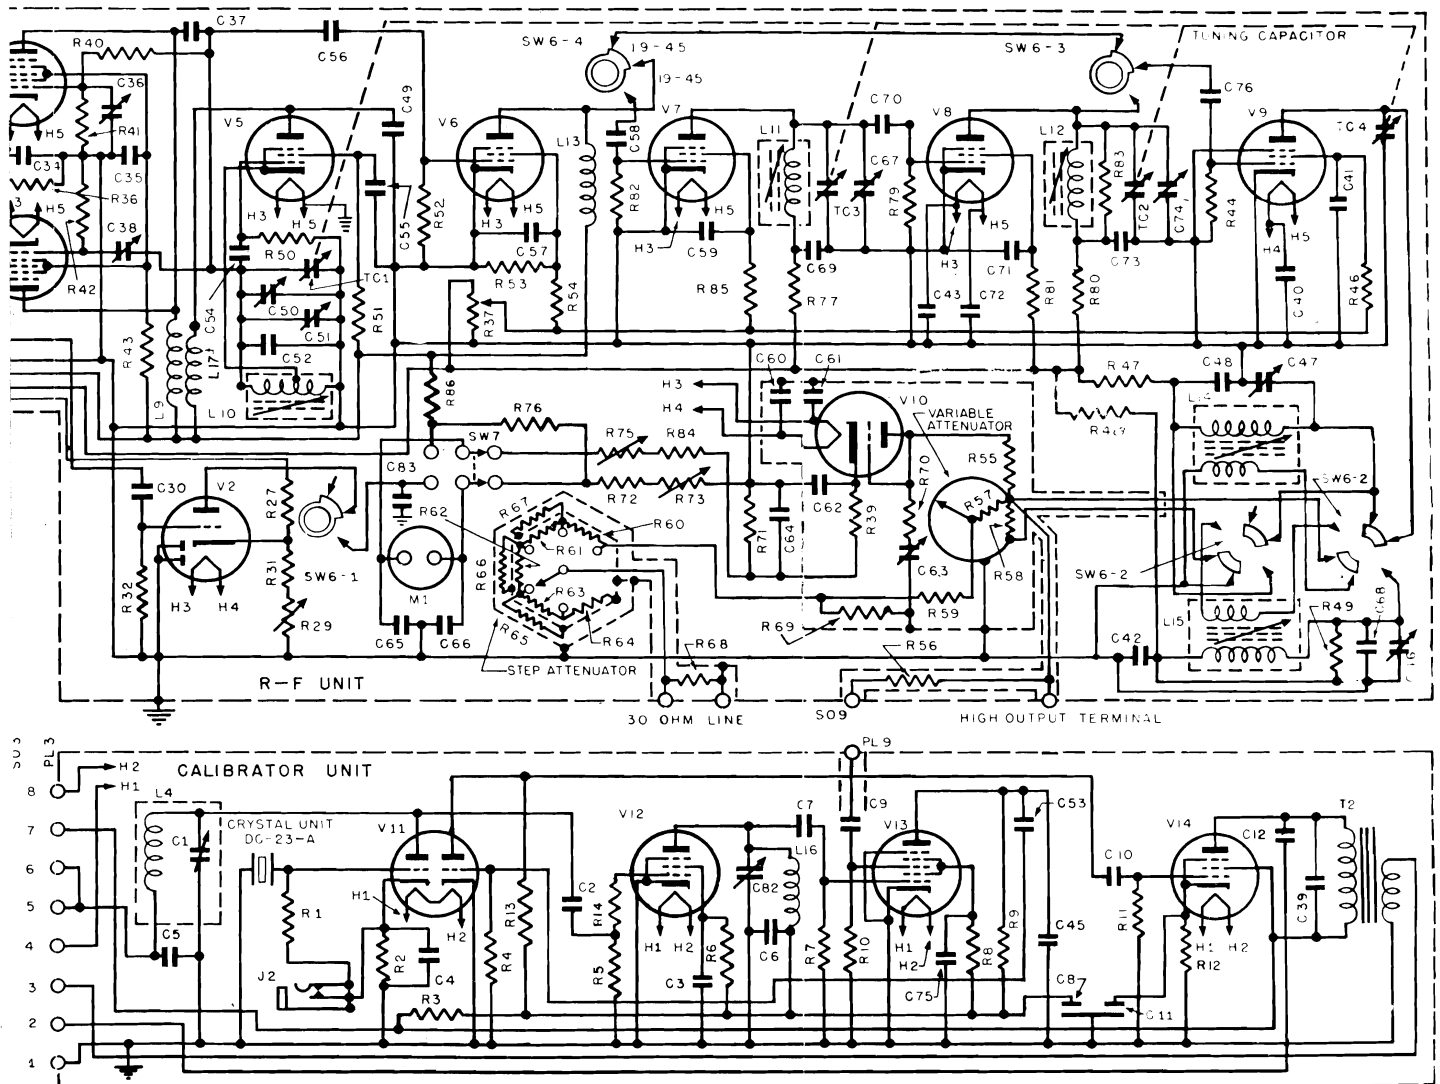 C37
R40
C56
SW6-4
19-45
19-45
SW6-3
TUNING CAPACITOR
C36
C49
V5
V6
V7
V8
V9
C58
L13
L11
C70
C67
L12
R83
C76
TC4
H5
R41
C34
C35
R36
H5
C38
R42
H3
H5
R50
C54
TC1
C50
C51
C52
L10
R51
C55
R52
H3
H5
C57
R53
R54
R37
R82
H3
H5
C59
R85
TC3
C69
R77
R79
H3
H5
C71
C43
C72
R81
R80
TC2
C74
C73
R44
H4
H5
C40
C41
R46
R43
L9
L17
R86
R76
SW7
R75
R84
R72
R73
C83
H3
H4
C60
C61
V10
VARIABLE
ATTENUATOR
R47
C48
C47
R55
R57
R58
R70
C62
R39
C63
R59
R71
C64
R69
SW6-2
SW6-2
L15
R49
C68
C42
C30
V2
R27
R31
R32
H3
H4
SW6-1
R29
M1
C65
C66
R67
R62
R61
R60
R66
R63
R65
R64
STEP ATTENUATOR
R68
R56
R-F UNIT
30 OHM LINE
SO9
HIGH OUTPUT TERMINAL
PL3
PL9
CALIBRATOR UNIT
H2
H1
8
7
6
5
4
3
2
1
L4
C1
C5
CRYSTAL UNIT
DC-23-A
V11
H1
H2
R1
J2
R2
C4
R3
R4
R13
C2
R14
R5
V12
H1
H2
C3
R6
C82
L16
C6
C7
R7
C9
R10
V13
H1
H2
C75
R8
R9
C53
C45
C8
C11
C10
R11
V14
H1
H2
R12
C12
C39
T2